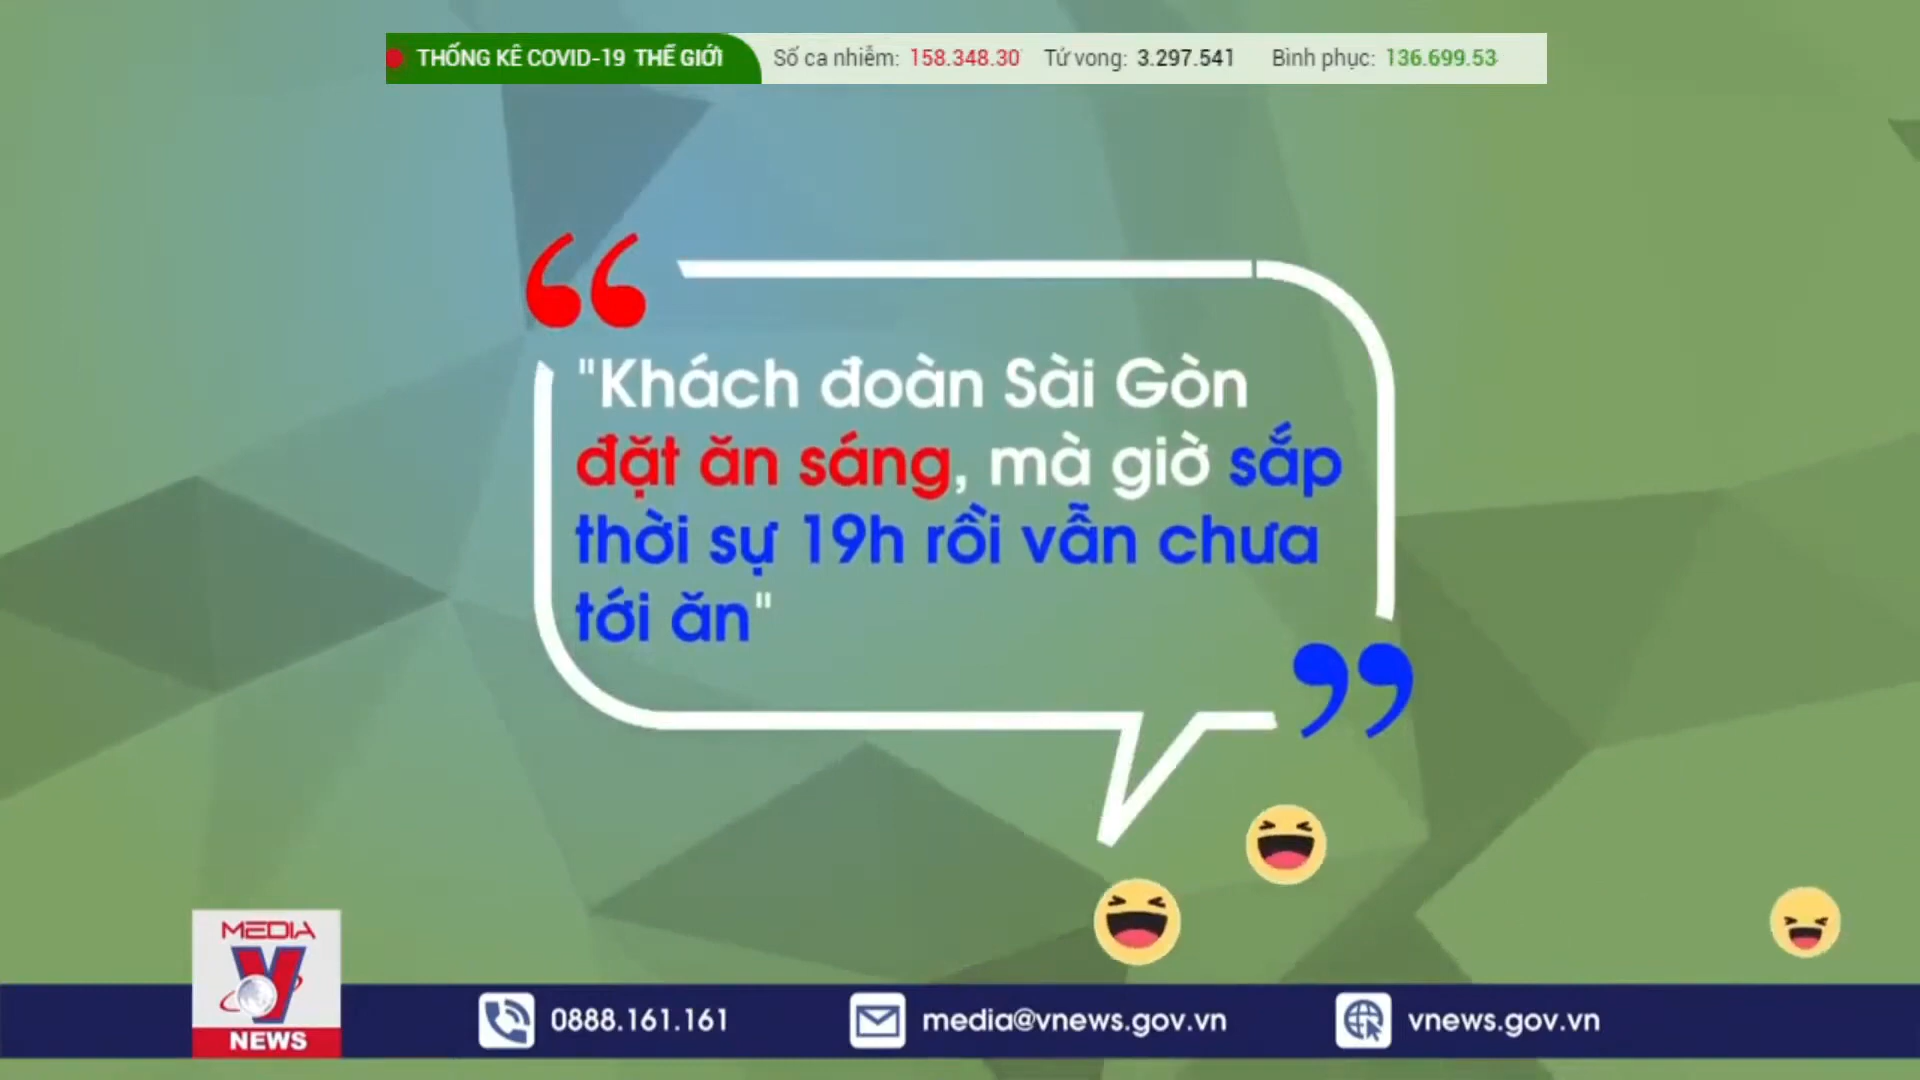 THỐNG KÊ COVID-19 THẾ GIỚI Số ca nhiễm: 158.348.30 Tử vong: 3.297.541 Bình phục: 136.699.53
"Khách đoàn Sài Gòn
đặt ăn sáng, mà giờ sắp
thời sự 19h rồi vẫn chưa
tới ăn"
MEDIA
NEWS
0888.161.161 media@vnews.gov.vn vnews.gov.vn